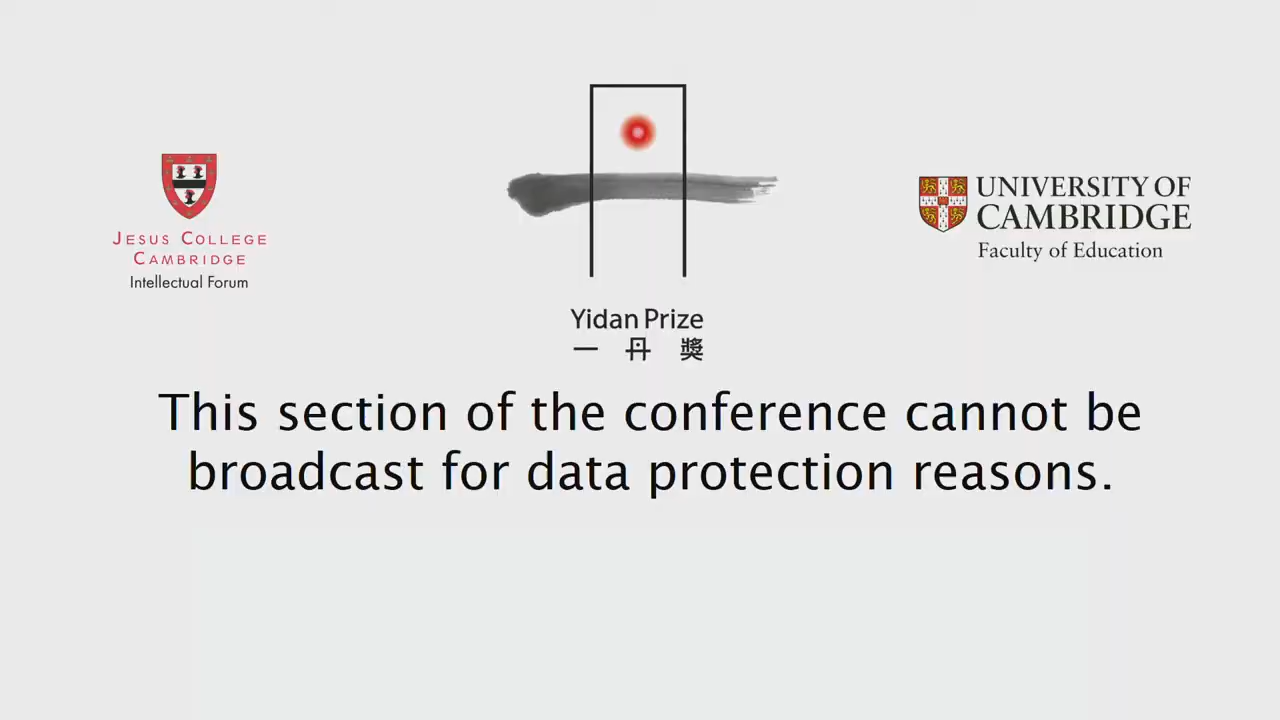 JESUS COLLEGE
CAMBRIDGE
Intellectual Forum
Yidan Prize
一丹獎
UNIVERSITY OF
CAMBRIDGE
Faculty of Education
This section of the conference cannot be
broadcast for data protection reasons.